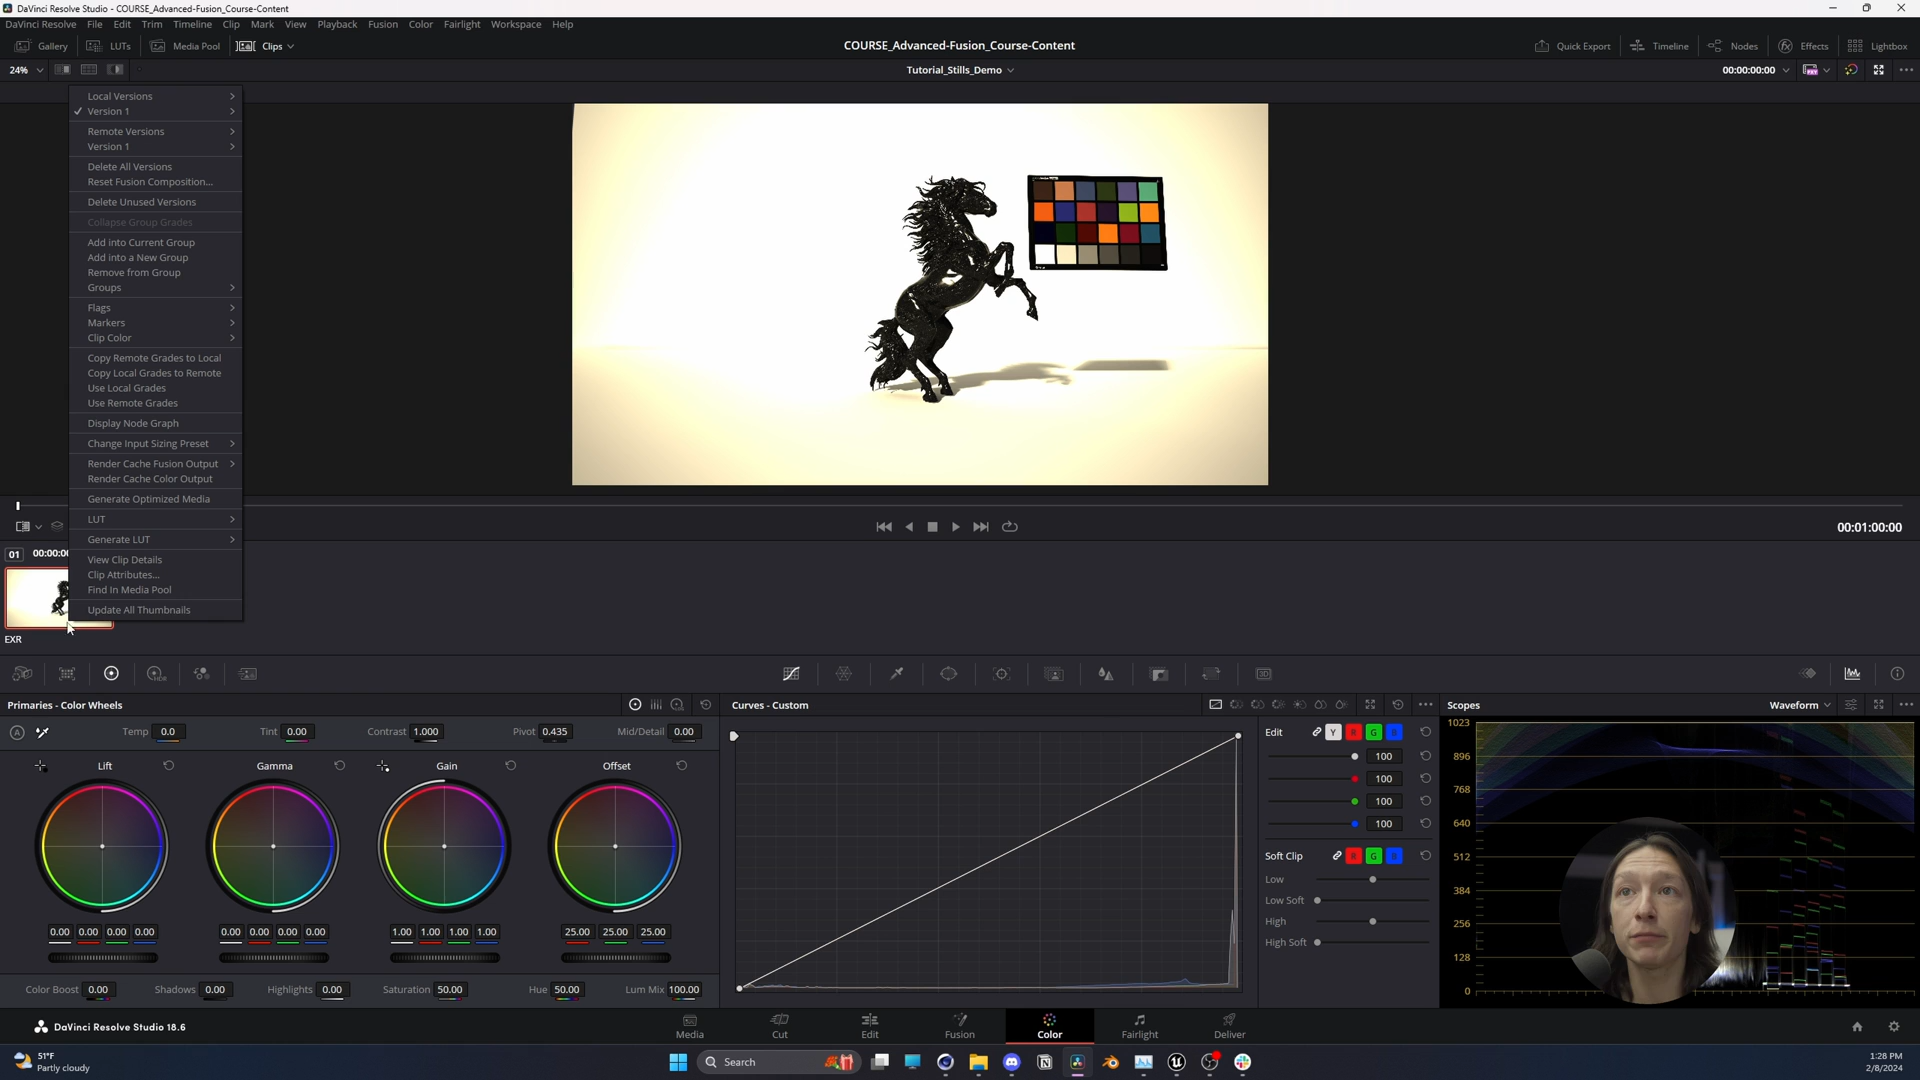 DaVinci Resolve Studio - COURSE_Advanced-Fusion_Course-Content
DaVinci Resolve File Edit Trim Timeline Clip Mark View Playback Fusion Color Fairlight Workspace Help
Gallery LUTs Media Pool Clips COURSE_Advanced-Fusion_Course-Content Quick Export Timeline Nodes Effects Lightbox
24% Tutorial_Stills_Demo 00:00:00:00
Local Versions
Version 1
Remote Versions
Version 1
Delete All Versions
Reset Fusion Composition...
Delete Unused Versions
Collapse Group Grades
Add into Current Group
Add into a New Group
Remove from Group
Groups
Flags
Markers
Clip Color
Copy Remote Grades to Local
Copy Local Grades to Remote
Use Local Grades
Use Remote Grades
Display Node Graph
Change Input Sizing Preset
Render Cache Fusion Output
Render Cache Color Output
Generate Optimized Media
LUT
Generate LUT
View Clip Details
Clip Attributes...
Find In Media Pool
Update All Thumbnails
00:01:00:00
01 00:00:00
EXR
Primaries - Color Wheels
Temp 0.0 Tint 0.00 Contrast 1.000 Pivot 0.435 Mid/Detail 0.00
Lift Gamma Gain Offset
0.00 0.00 0.00 0.00 0.00 0.00 0.00 0.00 1.00 1.00 1.00 1.00 25.00 25.00 25.00
Color Boost 0.00 Shadows 0.00 Highlights 0.00 Saturation 50.00 Hue 50.00 Lum Mix 100.00
Curves - Custom
Edit Y R G B
100
100
100
100
Soft Clip R G B
Low
Low Soft
High
High Soft
Scopes Waveform
1023
896
768
640
512
384
256
128
0
DaVinci Resolve Studio 18.6
Media Cut Edit Fusion Color Fairlight Deliver
51°F
Partly cloudy
Search
1:28 PM
2/8/2024